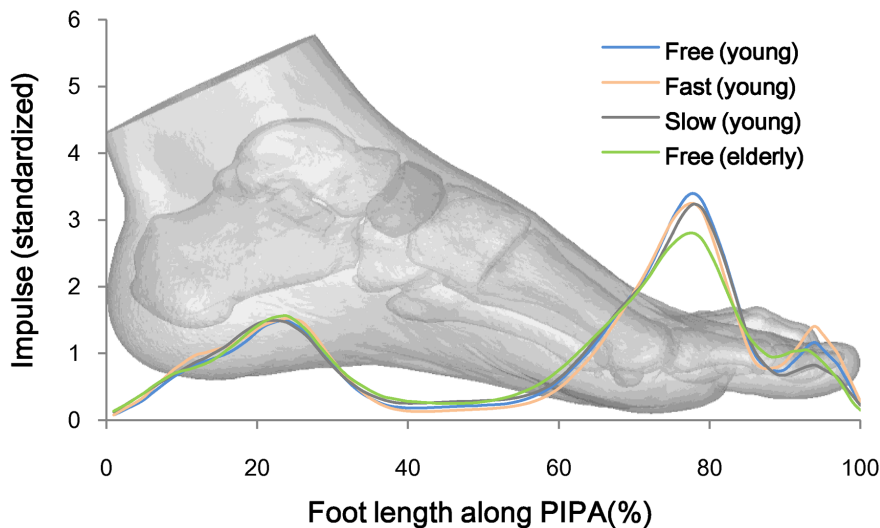 6
5
4
3
2
1
0
Impulse (standardized)
Free (young)
Fast (young)
Slow (young)
Free (elderly)
0 20 40 60 80 100
Foot length along PIPA(%)